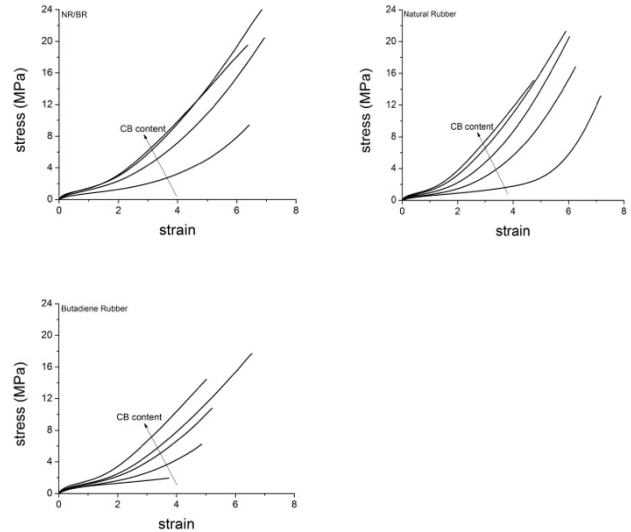 NR/BR
24
20
16
12
8
4
0
stress (MPa)
CB content
0 2 4 6 8
strain
Natural Rubber
24
20
16
12
8
4
0
stress (MPa)
CB content
0 2 4 6 8
strain
Butadiene Rubber
24
20
16
12
8
4
0
stress (MPa)
CB content
0 2 4 6 8
strain